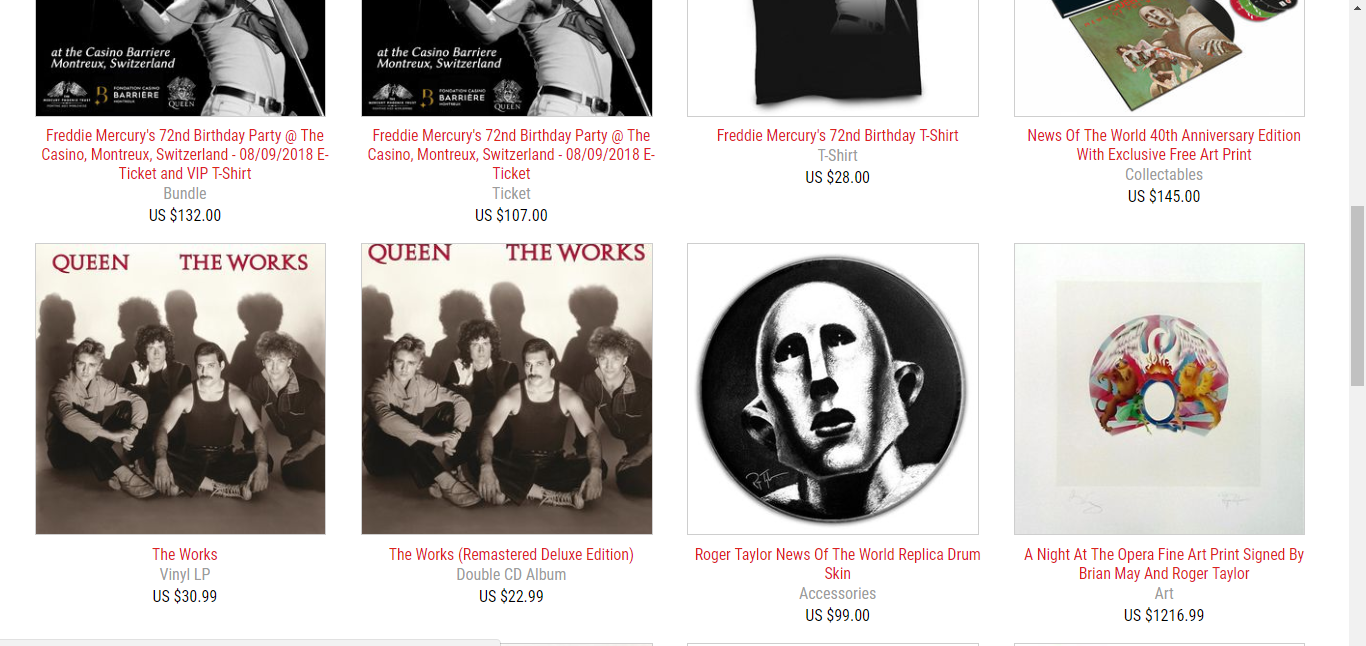 at the Casino Barriere
Montreux, Switzerland
THE MERCURY PHOENIX TRUST
B FONDATION CASINO
BARRIÈRE
MONTREUX
QUEEN
at the Casino Barriere
Montreux, Switzerland
B FONDATION CASINO
BARRIÈRE
MONTREUX
QUEEN
Freddie Mercury's 72nd Birthday Party @ The
Casino, Montreux, Switzerland - 08/09/2018 E-
Ticket and VIP T-Shirt
Bundle
US $132.00
Freddie Mercury's 72nd Birthday Party @ The
Casino, Montreux, Switzerland - 08/09/2018 E-
Ticket
Ticket
US $107.00
Freddie Mercury's 72nd Birthday T-Shirt
T-Shirt
US $28.00
News Of The World 40th Anniversary Edition
With Exclusive Free Art Print
Collectables
US $145.00
QUEEN THE WORKS
QUEEN THE WORKS
The Works
Vinyl LP
US $30.99
The Works (Remastered Deluxe Edition)
Double CD Album
US $22.99
Roger Taylor News Of The World Replica Drum
Skin
Accessories
US $99.00
A Night At The Opera Fine Art Print Signed By
Brian May And Roger Taylor
Art
US $1216.99